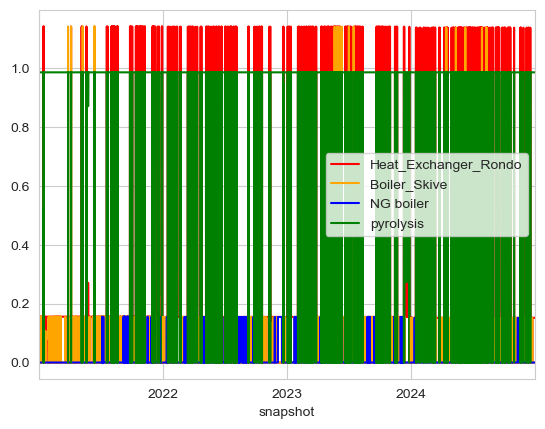 1.0
0.8
0.6
0.4
0.2
0.0
Heat_Exchanger_Rondo
Boiler_Skive
NG boiler
pyrolysis
2022
2023
2024
snapshot